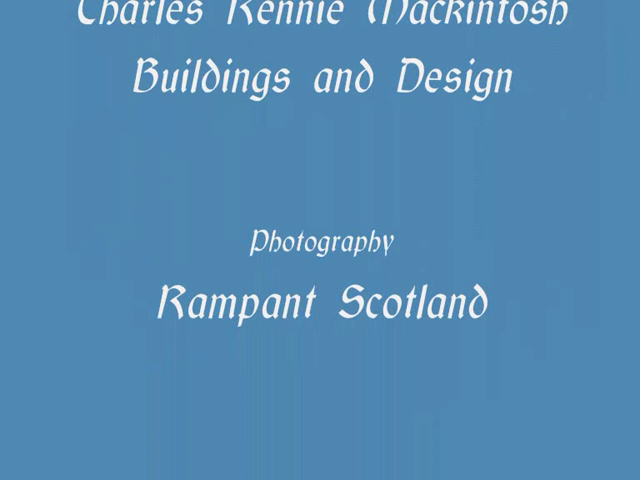 Charles Rennie Mackintosh
Buildings and Design
Photography
Rampant Scotland